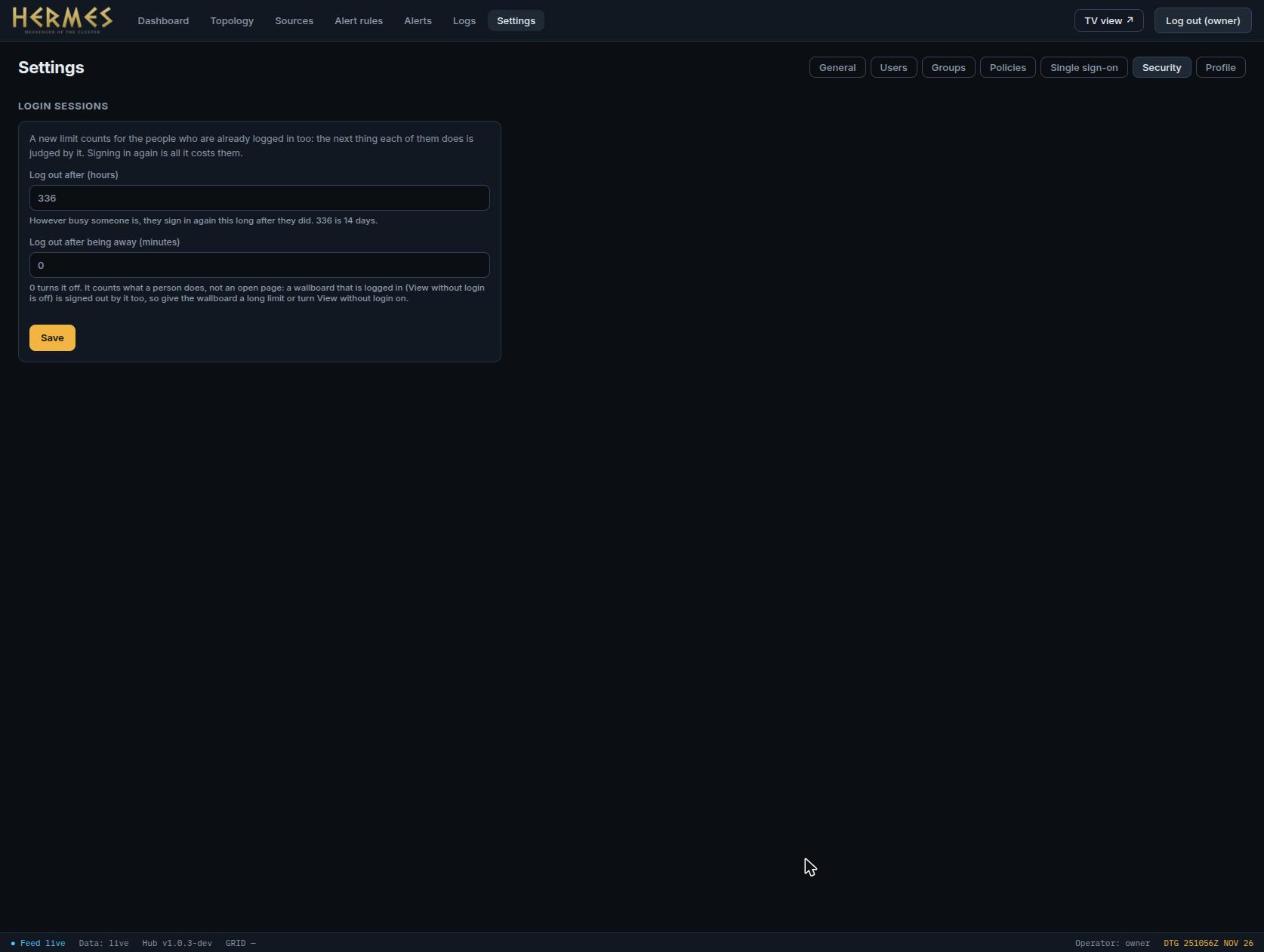 HERMES
MESSENGER OF THE CLUSTER
Dashboard
Topology
Sources
Alert rules
Alerts
Logs
Settings
TV view ↗
Log out (owner)
Settings
General
Users
Groups
Policies
Single sign-on
Security
Profile
LOGIN SESSIONS
A new limit counts for the people who are already logged in too: the next thing each of them does is
judged by it. Signing in again is all it costs them.
Log out after (hours)
336
However busy someone is, they sign in again this long after they did. 336 is 14 days.
Log out after being away (minutes)
0
0 turns it off. It counts what a person does, not an open page: a wallboard that is logged in (View without login
is off) is signed out by it too, so give the wallboard a long limit or turn View without login on.
Save
Feed live
Data: live
Hub v1.0.3-dev
GRID —
Operator: owner
DTG 251056Z NOV 26